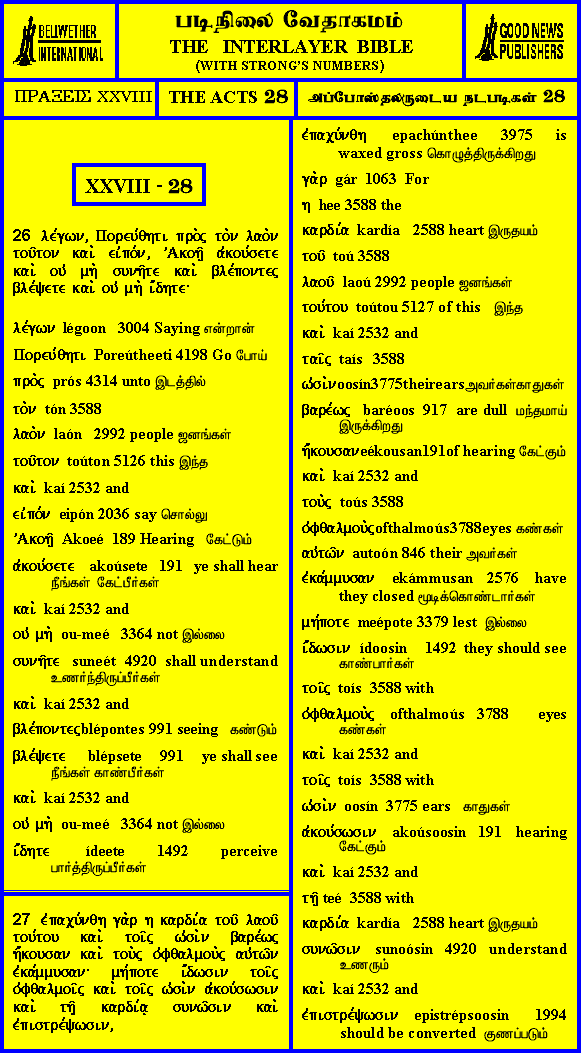 BELLWETHER
INTERNATIONAL
படிநிலை வேதாகமம்
THE INTERLAYER BIBLE
(WITH STRONG'S NUMBERS)
GOOD NEWS
PUBLISHERS
ΠΡΑΞΕΙΣ XXVIII
THE ACTS 28
அப்போஸ்தலருடைய நடபடிகள் 28
XXVIII - 28
26 λέγων, Πορεύθητι πρὸς τὸν λαὸν
τοῦτον καὶ εἰπόν, Ἀκοῇ ἀκούσετε
καὶ οὐ μὴ συνῆτε καὶ βλέποντες
βλέψετε καὶ οὐ μὴ ἴδητε·
λέγων légoon 3004 Saying என்றான்
Πορεύθητι Poreútheeti 4198 Go போய்
πρὸς prós 4314 unto இடத்தில்
τὸν tón 3588
λαὸν laón 2992 people ஜனங்கள்
τοῦτον toúton 5126 this இந்த
καὶ kaí 2532 and
εἰπόν eipón 2036 say சொல்லு
Ἀκοῇ Akoeé 189 Hearing கேட்டும்
ἀκούσετε akoúsete 191 ye shall hear
நீங்கள் கேட்பீர்கள்
καὶ kaí 2532 and
οὐ μὴ ou-meé 3364 not இல்லை
συνῆτε suneét 4920 shall understand
உணர்ந்திருப்பீர்கள்
καὶ kaí 2532 and
βλέποντες blépontes 991 seeing கண்டும்
βλέψετε blépsete 991 ye shall see
நீங்கள் காண்பீர்கள்
καὶ kaí 2532 and
οὐ μὴ ou-meé 3364 not இல்லை
ἴδητε ídeete 1492 perceive
பார்த்திருப்பீர்கள்
27 ἐπαχύνθη γὰρ η καρδία τοῦ λαοῦ
τούτου καὶ τοῖς ὠσὶν βαρέως
ἤκουσαν καὶ τοὺς ὀφθαλμοὺς αὐτῶν
ἐκάμμυσαν· μήποτε ἴδωσιν τοῖς
ὀφθαλμοῖς καὶ τοῖς ὠσὶν ἀκούσωσιν
καὶ τῇ καρδίᾳ συνῶσιν καὶ
ἐπιστρέψωσιν,
ἐπαχύνθη epachúnthee 3975 is
waxed gross கொழுத்திருக்கிறது
γὰρ gár 1063 For
η hee 3588 the
καρδία kardía 2588 heart இருதயம்
τοῦ toú 3588
λαοῦ laoú 2992 people ஜனங்கள்
τούτου toútou 5127 of this இந்த
καὶ kaí 2532 and
ταῖς taís 3588
ὠσὶν oosín3775theirears அவர்கள்காதுகள்
βαρέως baréoos 917 are dull மந்தமாய்
இருக்கிறது
ἤκουσαν eékousan191of hearing கேட்கும்
καὶ kaí 2532 and
τοὺς toús 3588
ὀφθαλμοὺς ofthalmoús3788eyes கண்கள்
αὐτῶν autoón 846 their அவர்கள்
ἐκάμμυσαν ekámmusan 2576 have
they closed மூடிக்கொண்டார்கள்
μήποτε meépote 3379 lest இல்லை
ἴδωσιν ídoosin 1492 they should see
காண்பார்கள்
τοῖς toís 3588 with
ὀφθαλμοὺς ofthalmoús 3788 eyes
கண்கள்
καὶ kaí 2532 and
τοῖς toís 3588 with
ὠσὶν oosín 3775 ears காதுகள்
ἀκούσωσιν akoúsoosin 191 hearing
கேட்கும்
καὶ kaí 2532 and
τῇ teé 3588 with
καρδία kardía 2588 heart இருதயம்
συνῶσιν sunoósin 4920 understand
உணரும்
καὶ kaí 2532 and
ἐπιστρέψωσιν epistrépsoosin 1994
should be converted குணப்படும்